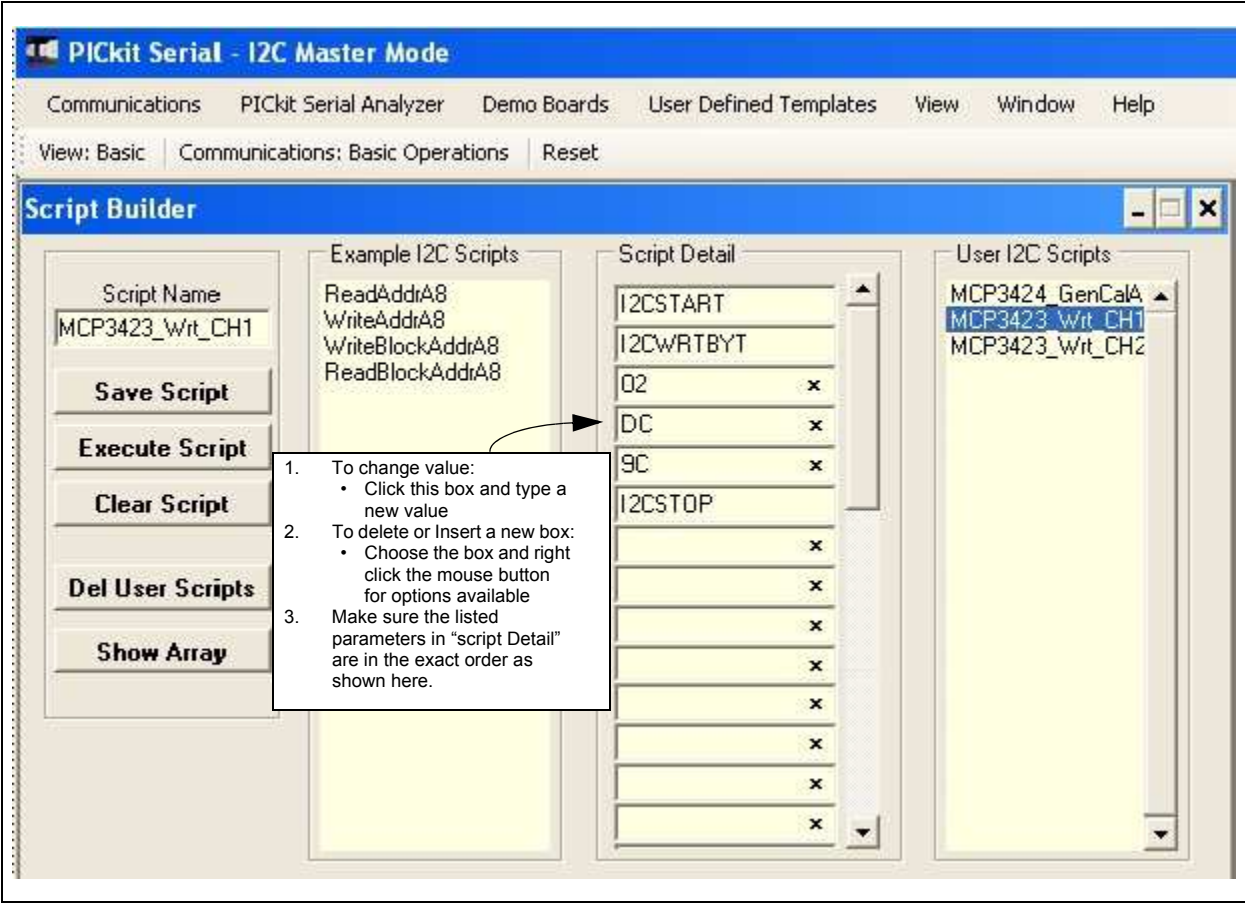 PICkit Serial - I2C Master Mode
Communications PICkit Serial Analyzer Demo Boards User Defined Templates View Window Help
View: Basic Communications: Basic Operations Reset
Script Builder
Script Name
MCP3423_Wrt_CH1
Save Script
Execute Script
Clear Script
Del User Scripts
Show Array
Example I2C Scripts
ReadAddrA8
WriteAddrA8
WriteBlockAddrA8
ReadBlockAddrA8
1. To change value:
• Click this box and type a
new value
2. To delete or Insert a new box:
• Choose the box and right
click the mouse button
for options available
3. Make sure the listed
parameters in “script Detail”
are in the exact order as
shown here.
Script Detail
I2CSTART
I2CWRTBYT
02 x
DC x
9C x
I2CSTOP
x
x
x
x
x
x
x
x
User I2C Scripts
MCP3424_GenCalA
MCP3423_Wrt_CH1
MCP3423_Wrt_CH2